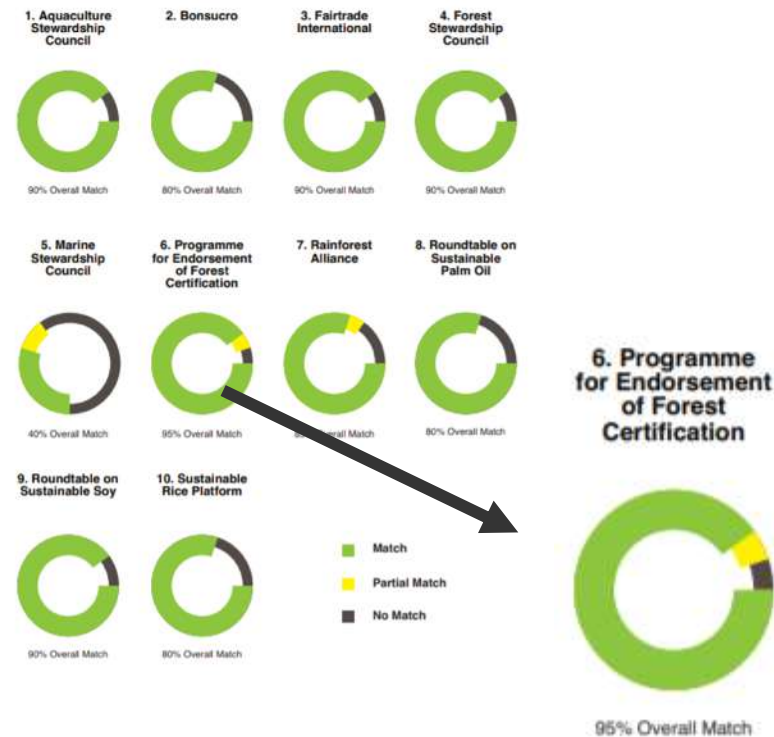 1. Aquaculture
Stewardship
Council
2. Bonsucro
3. Fairtrade
International
4. Forest
Stewardship
Council
90% Overall Match
80% Overall Match
90% Overall Match
90% Overall Match
5. Marine
Stewardship
Council
6. Programme
for Endorsement
of Forest
Certification
7. Rainforest
Alliance
8. Roundtable on
Sustainable
Palm Oil
40% Overall Match
95% Overall Match
Overall Match
80% Overall Match
9. Roundtable on
Sustainable Soy
10. Sustainable
Rice Platform
90% Overall Match
80% Overall Match
Match
Partial Match
No Match
6. Programme
for Endorsement
of Forest
Certification
95% Overall Match